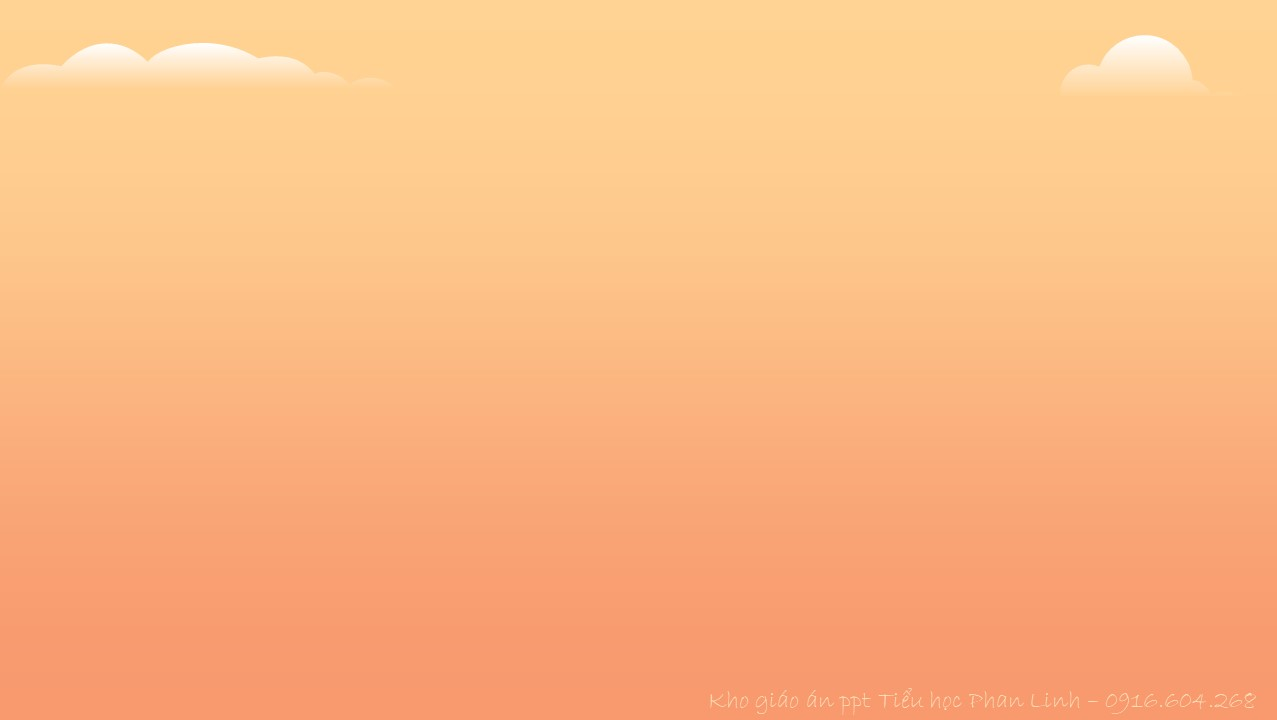 Kho giáo án ppt Tiểu học Phan Linh – 0916.604.268